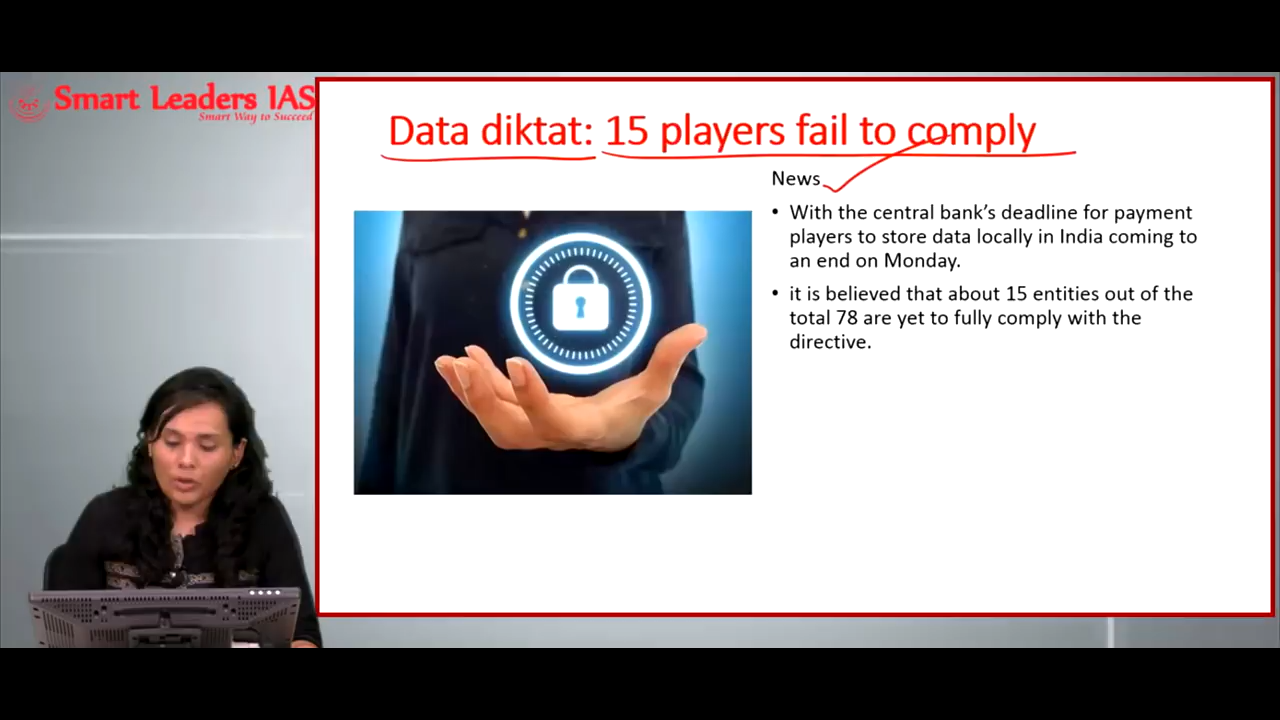 Smart Leaders IAS
Smart Way to Succeed
Data diktat: 15 players fail to comply
News
• With the central bank’s deadline for payment
players to store data locally in India coming to
an end on Monday.
• it is believed that about 15 entities out of the
total 78 are yet to fully comply with the
directive.